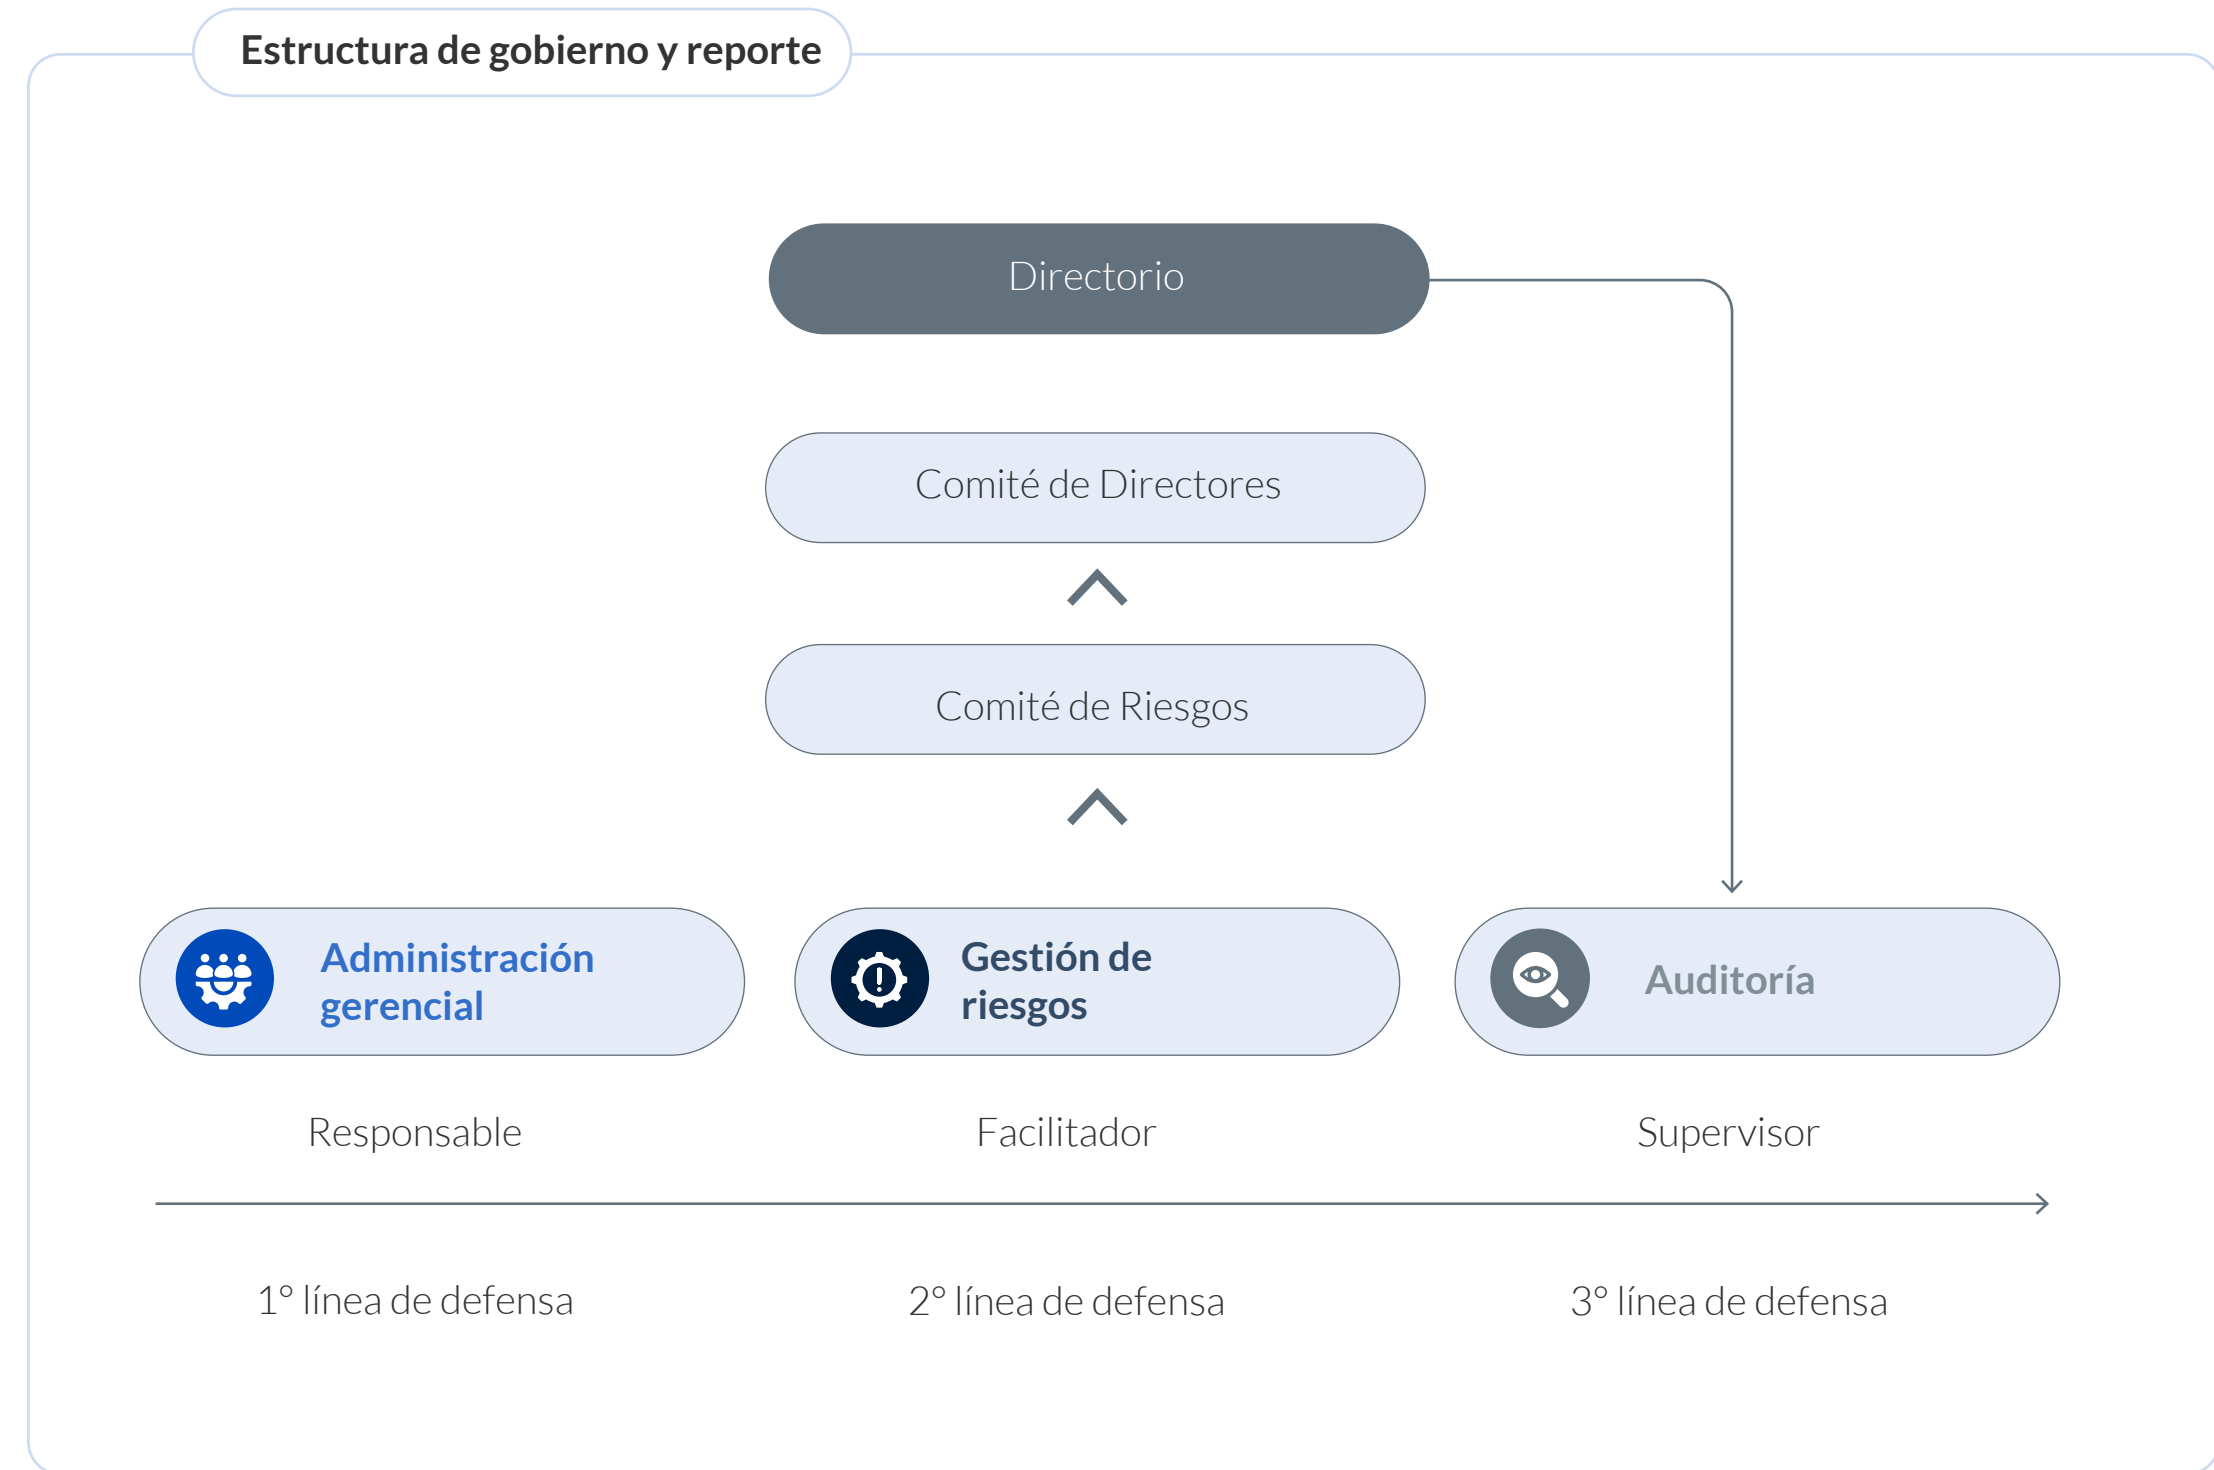 Estructura de gobierno y reporte
Directorio
Comité de Directores
Comité de Riesgos
Administración
gerencial
Gestión de
riesgos
Auditoría
Responsable
Facilitador
Supervisor
1° línea de defensa
2° línea de defensa
3° línea de defensa